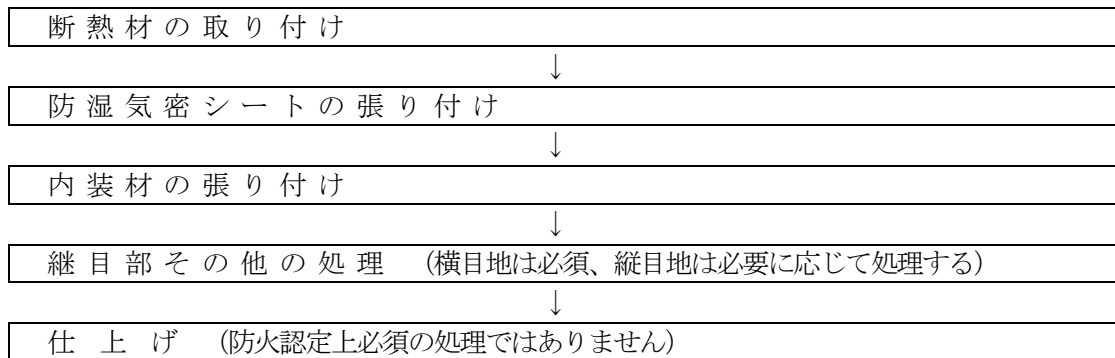 断 熱 材 の 取 り 付 け
↓
防 湿 気 密 シ ー ト の 張 り 付 け
↓
内 装 材 の 張 り 付 け
↓
継 目 部 そ の 他 の 処 理 （横目地は必須、縦目地は必要に応じて処理する）
↓
仕 上 げ （防火認定上必須の処理ではありません）